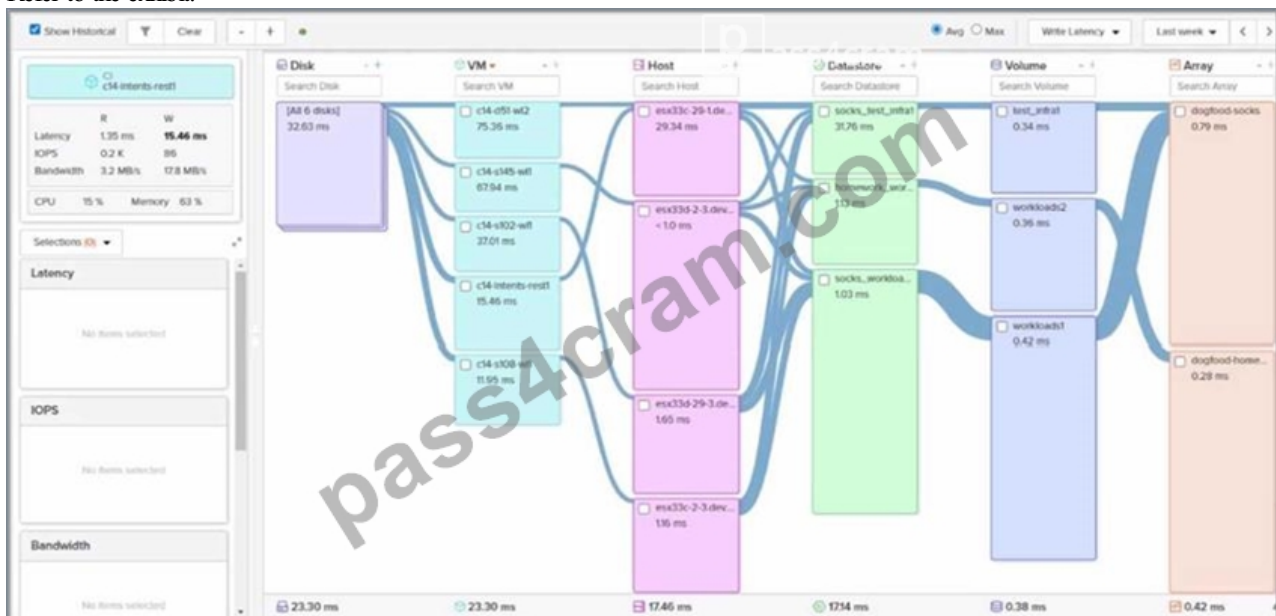 Show Historical
Clear
- +
Avg
Max
Write Latency
Last week
< >
c14-intents-rest1
R W
Latency 1.35 ms 15.46 ms
IOPS 0.2 K 86
Bandwidth 3.2 MB/s 17.8 MB/s
CPU 15 % Memory 63 %
Selections (0)
Latency
No items selected
IOPS
No items selected
Bandwidth
No items selected
Disk - +
Search Disk
[All 6 disks]
32.63 ms
23.30 ms
VM - +
Search VM
c14-d51-wl2
75.36 ms
c14-s145-wl1
67.94 ms
c14-s102-wl1
37.01 ms
c14-intents-rest1
15.46 ms
c14-s108-wl1
11.95 ms
23.30 ms
Host - +
Search Host
esx33c-29-1.de...
29.34 ms
esx33d-2-3.dev...
< 1.0 ms
esx33d-29-3.de...
1.65 ms
esx33c-2-3.dev...
1.16 ms
17.46 ms
Datastore - +
Search Datastore
socks_test_infra1
31.76 ms
homework_wor...
1.13 ms
socks_workloa...
1.03 ms
17.14 ms
Volume - +
Search Volume
test_infra1
0.34 ms
workloads2
0.36 ms
workloads1
0.42 ms
0.38 ms
Array - +
Search Array
dogfood-socks
0.79 ms
dogfood-home...
0.28 ms
0.42 ms
pass4cram.com